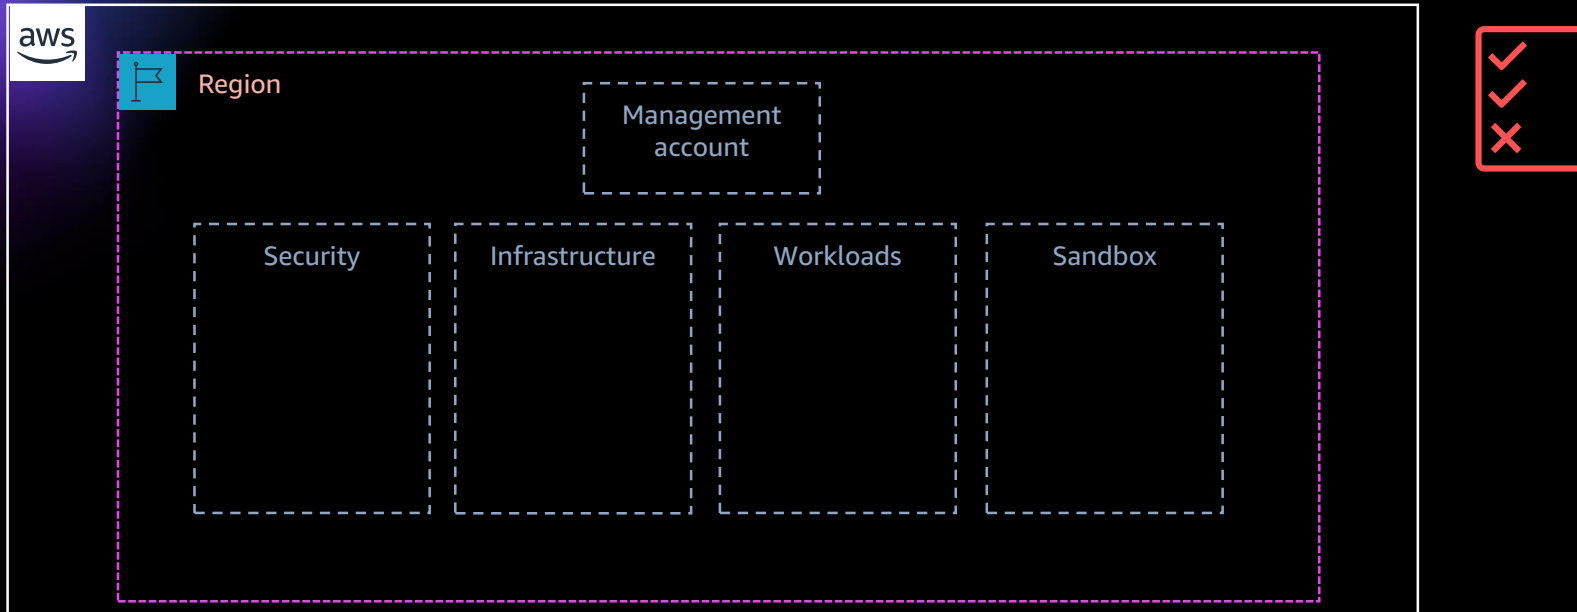 aws
Region
Management
account
Security
Infrastructure
Workloads
Sandbox